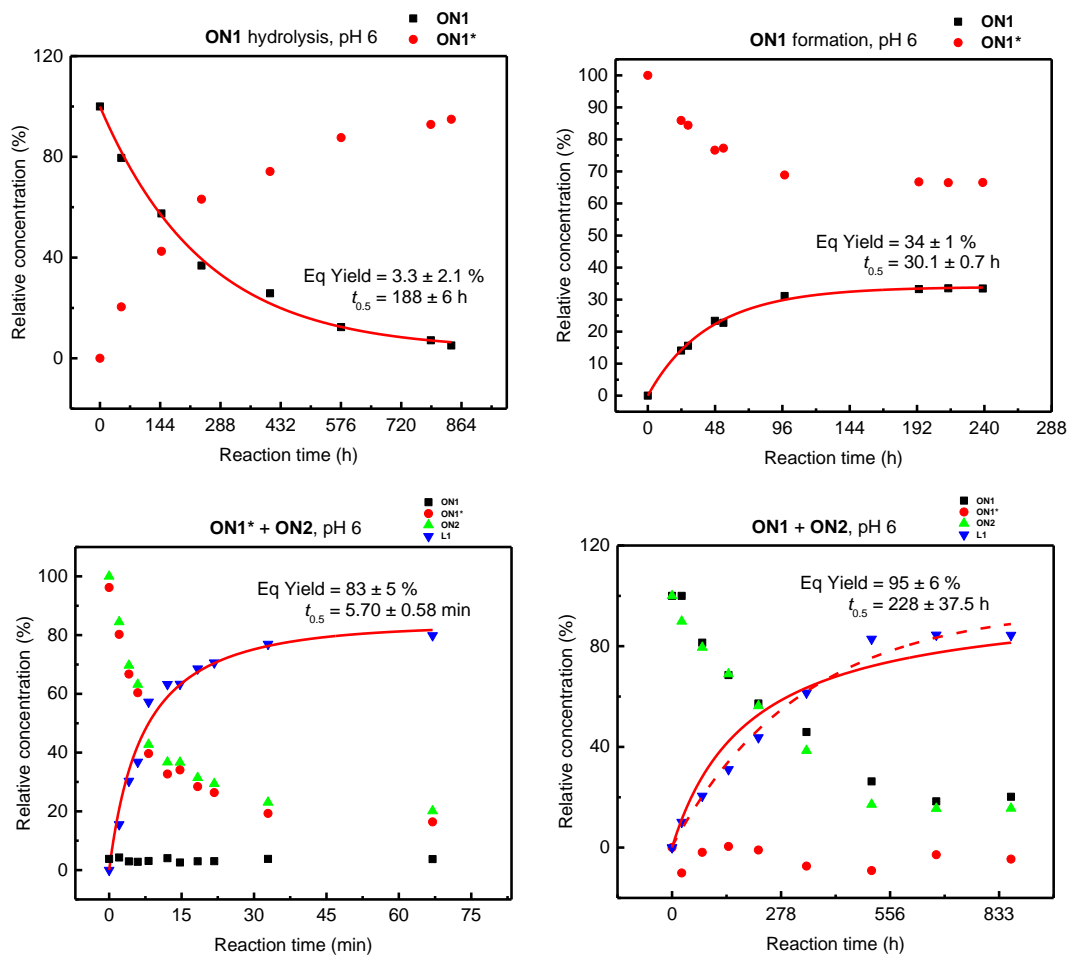 ON1 hydrolysis, pH 6
ON1
ON1*
120
80
40
0
Relative concentration (%)
Eq Yield = 3.3 ± 2.1 %
t0.5 = 188 ± 6 h
0 144 288 432 576 720 864
Reaction time (h)
ON1 formation, pH 6
ON1
ON1*
100
90
80
70
60
50
40
30
20
10
0
Relative concentration (%)
Eq Yield = 34 ± 1 %
t0.5 = 30.1 ± 0.7 h
0 48 96 144 192 240 288
Reaction time (h)
ON1* + ON2, pH 6
ON1
ON1*
ON2
L1
100
80
60
40
20
0
Relative concentration (%)
Eq Yield = 83 ± 5 %
t0.5 = 5.70 ± 0.58 min
0 15 30 45 60 75
Reaction time (min)
ON1 + ON2, pH 6
ON1
ON1*
ON2
L1
120
80
40
0
Relative concentration (%)
Eq Yield = 95 ± 6 %
t0.5 = 228 ± 37.5 h
0 278 556 833
Reaction time (h)